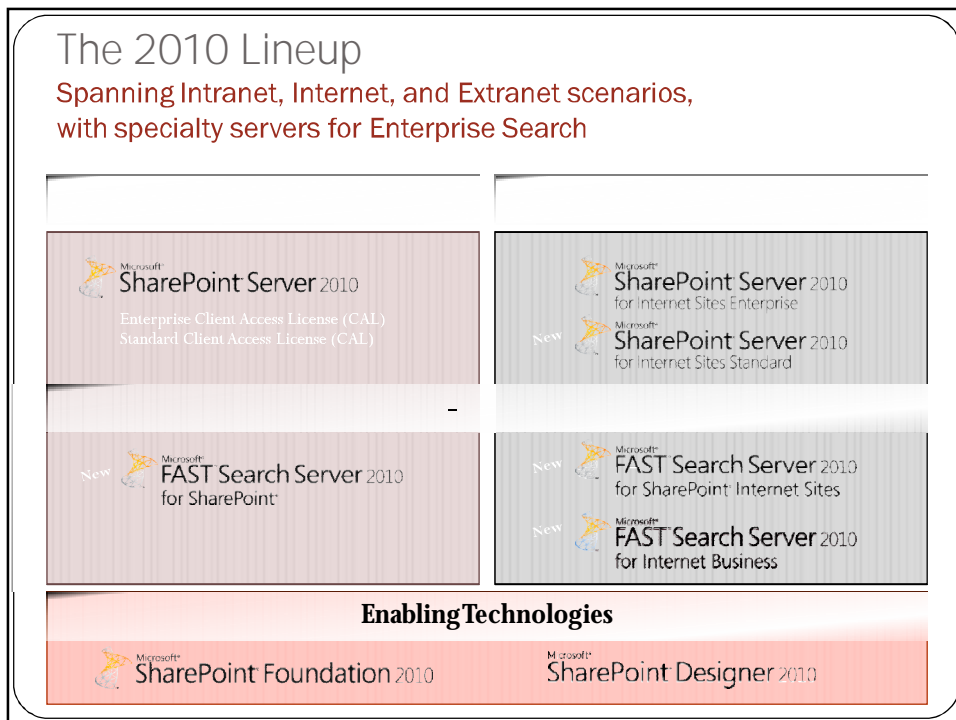 The 2010 Lineup
Spanning Intranet, Internet, and Extranet scenarios,
with specialty servers for Enterprise Search
Microsoft®
SharePoint® Server 2010
Enterprise Client Access License (CAL)
Standard Client Access License (CAL)
Microsoft®
SharePoint® Server 2010
for Internet Sites Enterprise
New
Microsoft®
SharePoint® Server 2010
for Internet Sites Standard
–
New
Microsoft®
FAST® Search Server 2010
for SharePoint®
New
Microsoft®
FAST® Search Server 2010
for SharePoint® Internet Sites
New
Microsoft®
FAST® Search Server 2010
for Internet Business
Enabling Technologies
Microsoft®
SharePoint® Foundation 2010
Microsoft®
SharePoint® Designer 2010